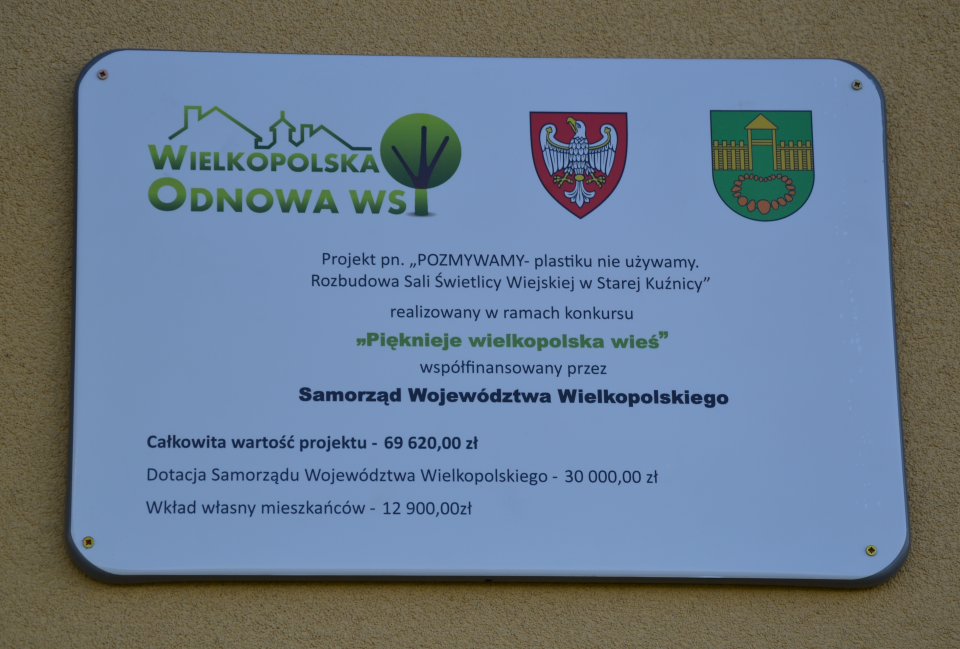 WIELKOPOLSKA
ODNOWA WSI
Projekt pn. „POZMYWAMY- plastiku nie używamy.
Rozbudowa Sali Świetlicy Wiejskiej w Starej Kuźnicy”
realizowany w ramach konkursu
„Pięknieje wielkopolska wieś”
współfinansowany przez
Samorząd Województwa Wielkopolskiego
Całkowita wartość projektu - 69 620,00 zł
Dotacja Samorządu Województwa Wielkopolskiego - 30 000,00 zł
Wkład własny mieszkańców - 12 900,00zł